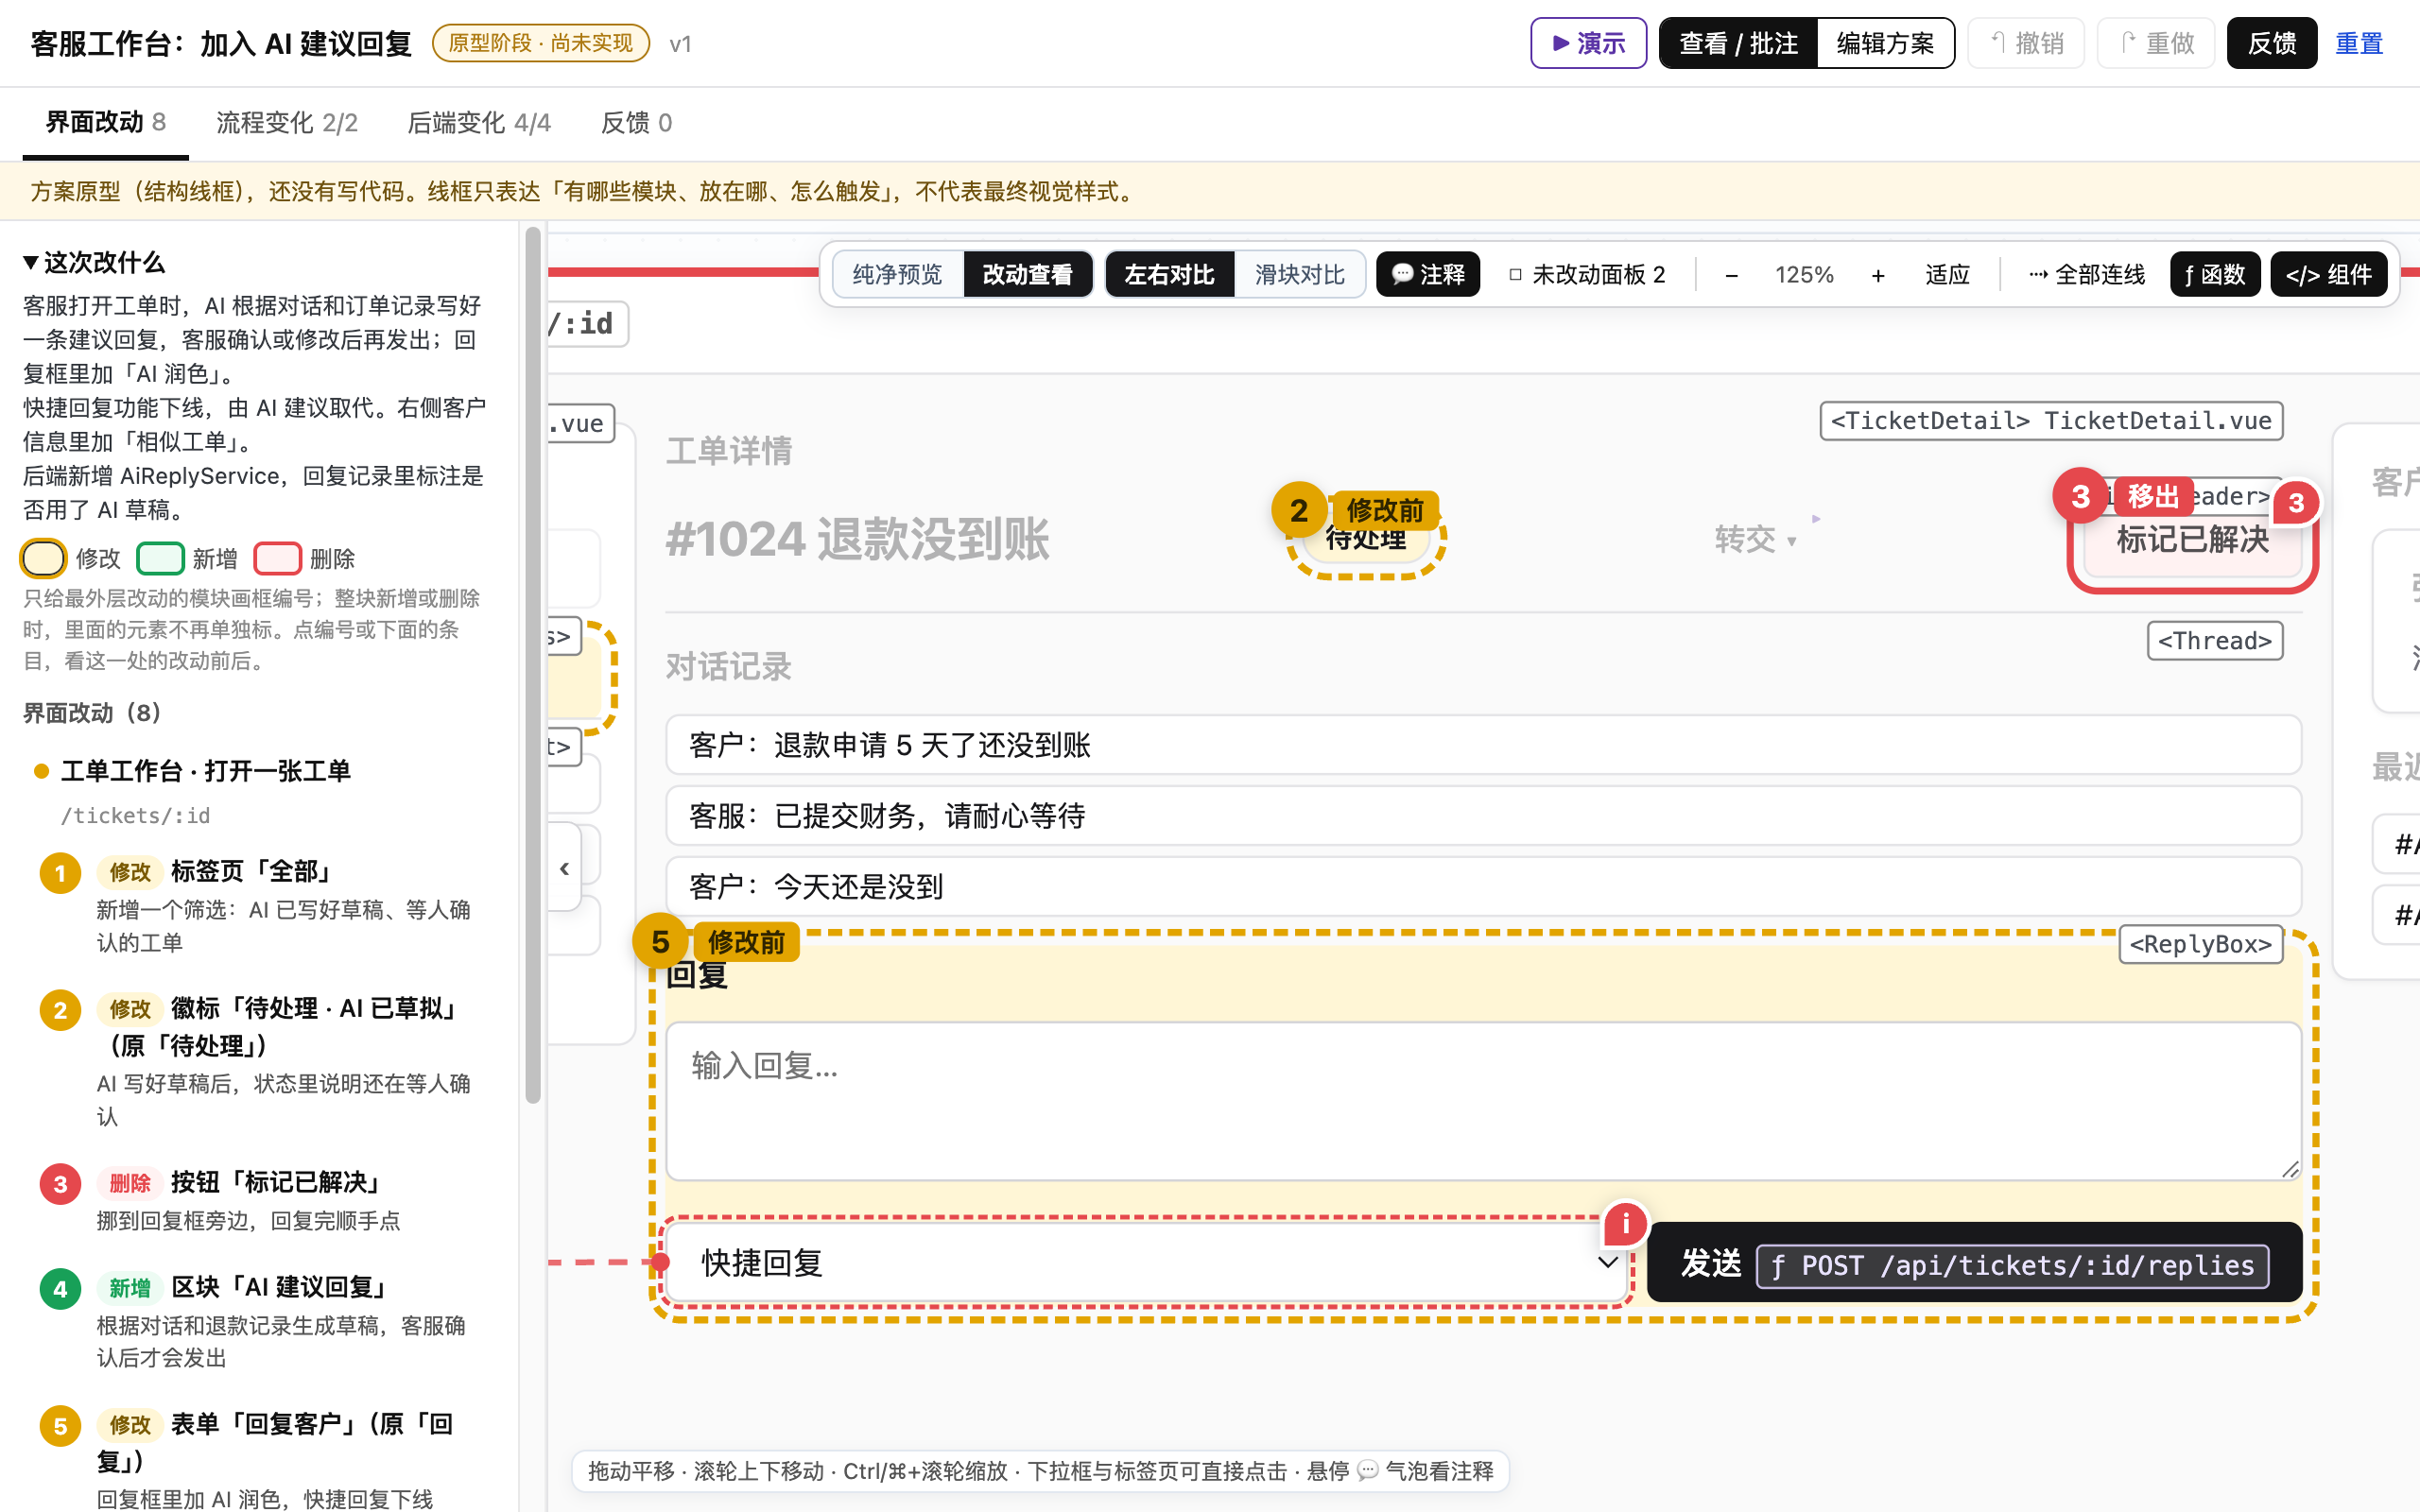 客服工作台：加入 AI 建议回复
原型阶段 · 尚未实现
v1
▶ 演示
查看 / 批注
编辑方案
撤销
重做
反馈
重置
界面改动 8
流程变化 2/2
后端变化 4/4
反馈 0
方案原型（结构线框），还没有写代码。线框只表达「有哪些模块、放在哪、怎么触发」，不代表最终视觉样式。
▼ 这次改什么
客服打开工单时，AI 根据对话和订单记录写好
一条建议回复，客服确认或修改后再发出；回
复框里加「AI 润色」。
快捷回复功能下线，由 AI 建议取代。右侧客户
信息里加「相似工单」。
后端新增 AiReplyService，回复记录里标注是
否用了 AI 草稿。
修改 新增 删除
只给最外层改动的模块画框编号；整块新增或删除
时，里面的元素不再单独标。点编号或下面的条
目，看这一处的改动前后。
界面改动（8）
工单工作台 · 打开一张工单
/tickets/:id
1 修改 标签页「全部」
新增一个筛选：AI 已写好草稿、等人确
认的工单
2 修改 徽标「待处理 · AI 已草拟」
（原「待处理」）
AI 写好草稿后，状态里说明还在等人确
认
3 删除 按钮「标记已解决」
挪到回复框旁边，回复完顺手点
4 新增 区块「AI 建议回复」
根据对话和退款记录生成草稿，客服确
认后才会发出
5 修改 表单「回复客户」（原「回
复」）
回复框里加 AI 润色，快捷回复下线
纯净预览
改动查看
左右对比
滑块对比
注释
未改动面板 2
−
125%
+
适应
⇢ 全部连线
ƒ 函数
</> 组件
/:id
.vue
s>
t>
‹
<TicketDetail> TicketDetail.vue
工单详情
#1024 退款没到账
2 修改前
待处理
转交 ▾
3 移出
eader>
3
标记已解决
<Thread>
对话记录
客户：退款申请 5 天了还没到账
客服：已提交财务，请耐心等待
客户：今天还是没到
5 修改前
<ReplyBox>
回复
输入回复...
快捷回复
i
发送 ƒ POST /api/tickets/:id/replies
最近
#A
#A
拖动平移 · 滚轮上下移动 · Ctrl/⌘+滚轮缩放 · 下拉框与标签页可直接点击 · 悬停 💬 气泡看注释